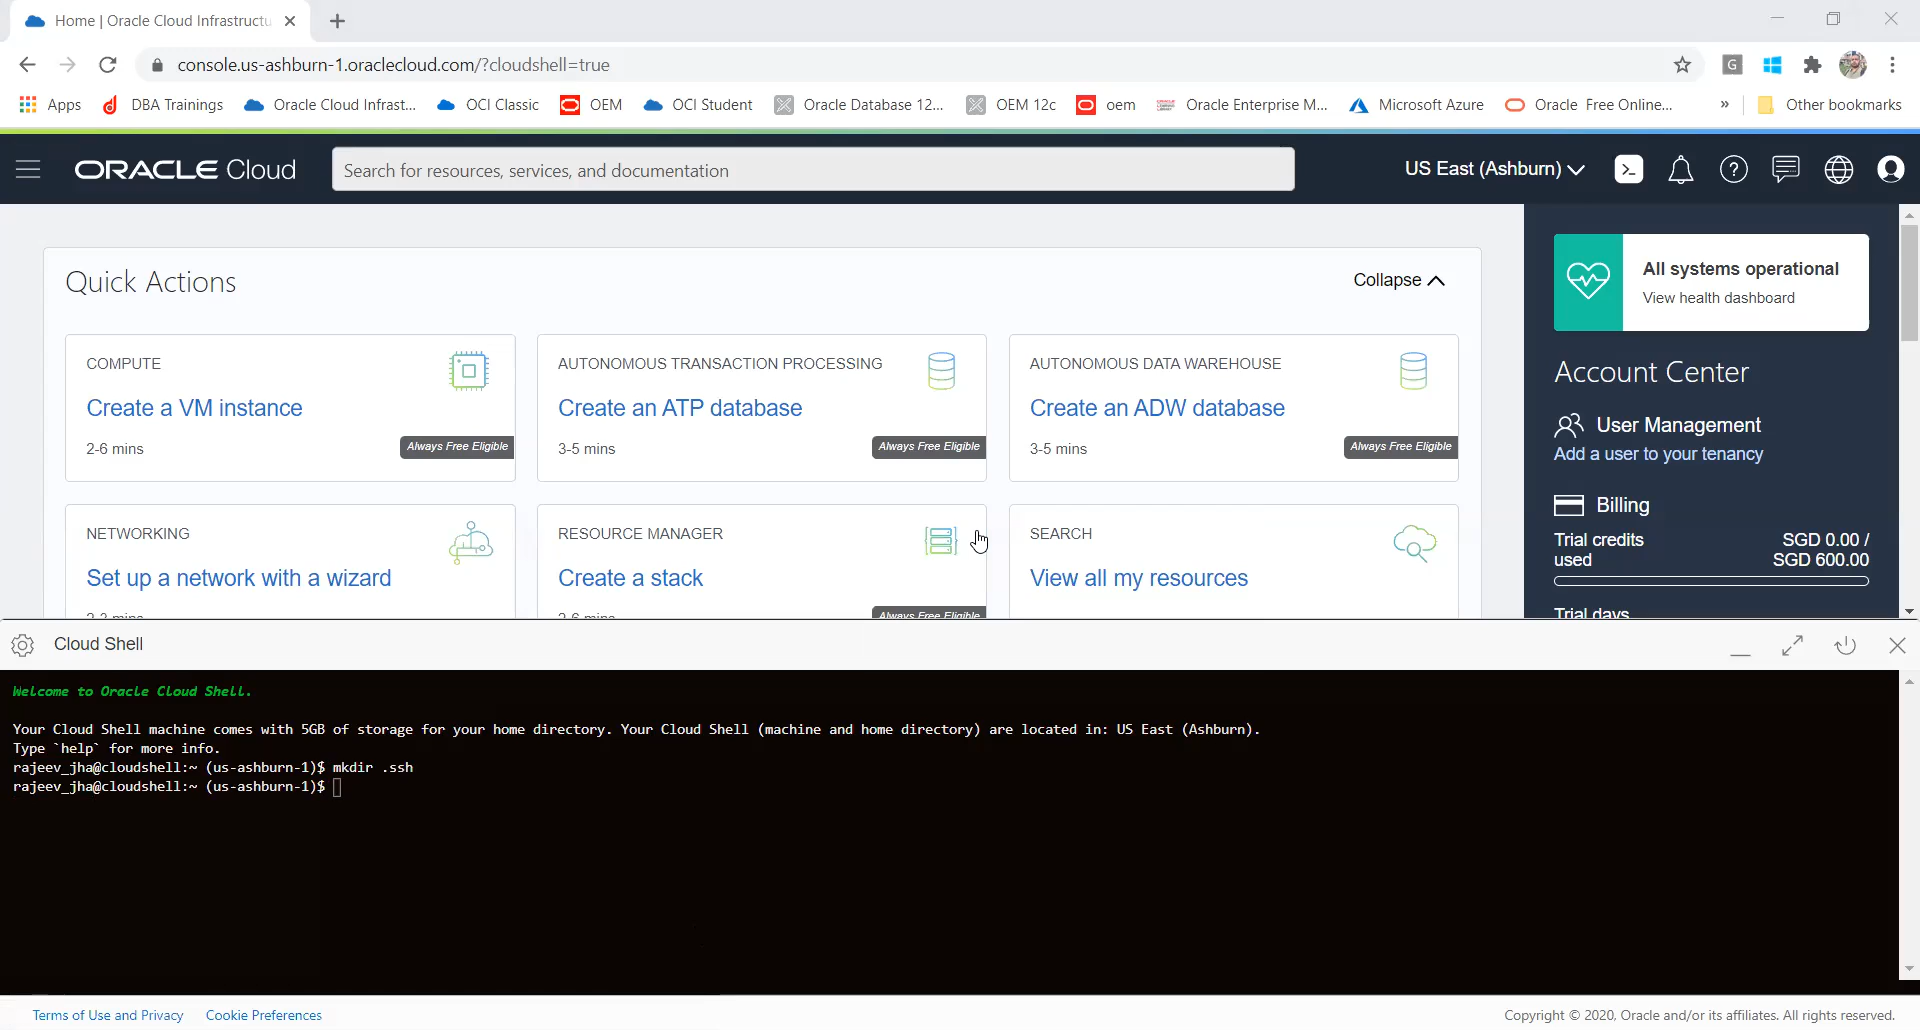 Home | Oracle Cloud Infrastructu
console.us-ashburn-1.oraclecloud.com/?cloudshell=true
Apps DBA Trainings Oracle Cloud Infrast... OCI Classic OEM OCI Student Oracle Database 12... OEM 12c oem Oracle Enterprise M... Microsoft Azure Oracle Free Online... » Other bookmarks
ORACLE Cloud
Search for resources, services, and documentation
US East (Ashburn)
Quick Actions
Collapse
COMPUTE
Create a VM instance
2-6 mins
Always Free Eligible
AUTONOMOUS TRANSACTION PROCESSING
Create an ATP database
3-5 mins
Always Free Eligible
AUTONOMOUS DATA WAREHOUSE
Create an ADW database
3-5 mins
Always Free Eligible
NETWORKING
Set up a network with a wizard
RESOURCE MANAGER
Create a stack
Always Free Eligible
SEARCH
View all my resources
All systems operational
View health dashboard
Account Center
User Management
Add a user to your tenancy
Billing
Trial credits used
SGD 0.00 /
SGD 600.00
Trial days
Cloud Shell
Welcome to Oracle Cloud Shell.
Your Cloud Shell machine comes with 5GB of storage for your home directory. Your Cloud Shell (machine and home directory) are located in: US East (Ashburn).
Type `help` for more info.
rajeev_jha@cloudshell:~ (us-ashburn-1)$ mkdir .ssh
rajeev_jha@cloudshell:~ (us-ashburn-1)$
Terms of Use and Privacy Cookie Preferences
Copyright © 2020, Oracle and/or its affiliates. All rights reserved.